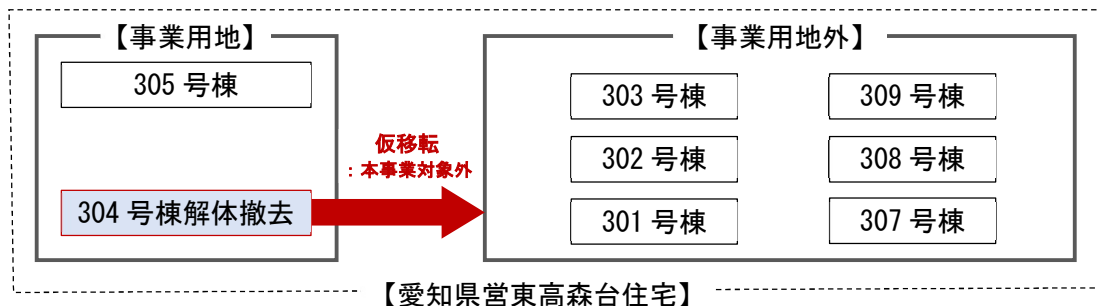 【事業用地】
305 号棟
304 号棟解体撤去
仮移転
：本事業対象外
【事業用地外】
303 号棟
309 号棟
302 号棟
308 号棟
301 号棟
307 号棟
【愛知県営東高森台住宅】